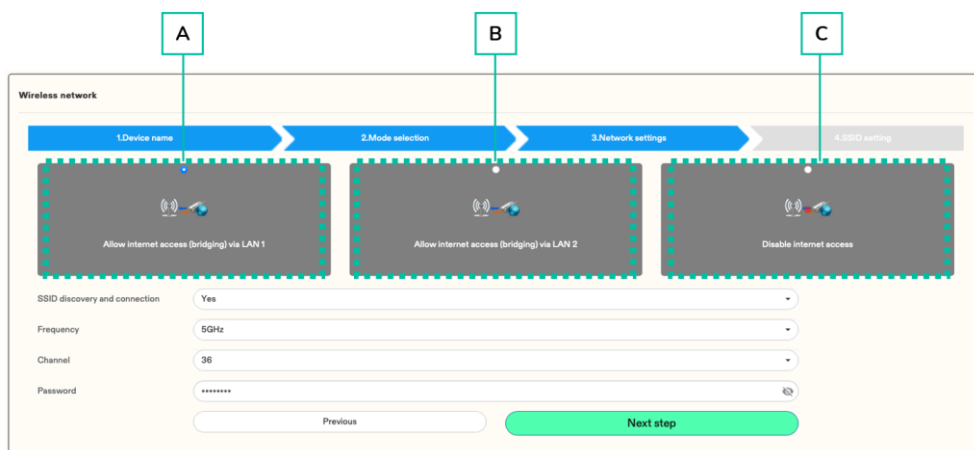 A
B
C
Wireless network
1.Device name
2.Mode selection
3.Network settings
4.SSID setting
Allow internet access (bridging) via LAN 1
Allow internet access (bridging) via LAN 2
Disable internet access
SSID discovery and connection
Yes
Frequency
5GHz
Channel
36
Password
••••••••
Previous
Next step